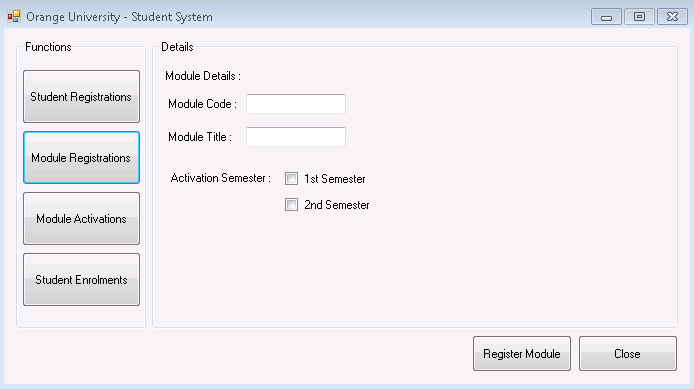 Orange University - Student System
Functions
Student Registrations
Module Registrations
Module Activations
Student Enrolments
Details
Module Details :
Module Code :
Module Title :
Activation Semester :
1st Semester
2nd Semester
Register Module
Close